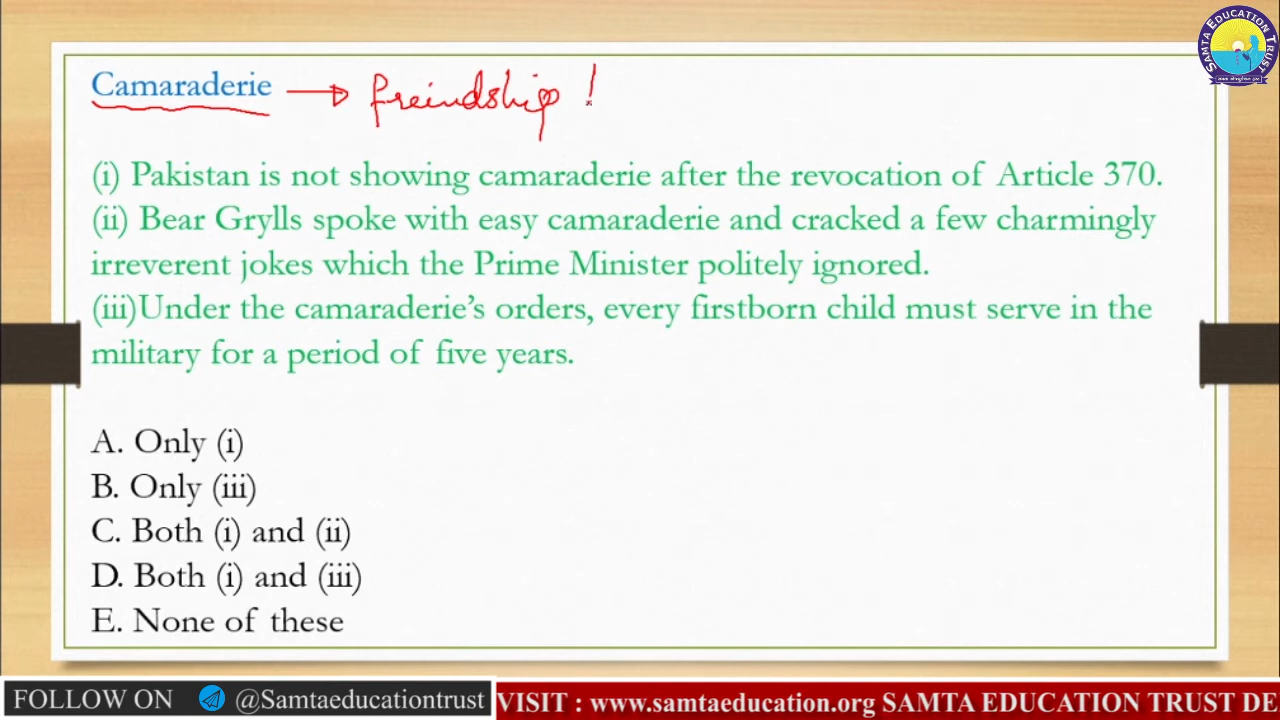 SAMTA EDUCATION TRUST
Camaraderie → freindship !
(i) Pakistan is not showing camaraderie after the revocation of Article 370.
(ii) Bear Grylls spoke with easy camaraderie and cracked a few charmingly
irreverent jokes which the Prime Minister politely ignored.
(iii)Under the camaraderie’s orders, every firstborn child must serve in the
military for a period of five years.
A. Only (i)
B. Only (iii)
C. Both (i) and (ii)
D. Both (i) and (iii)
E. None of these
FOLLOW ON @Samtaeducationtrust VISIT : www.samtaeducation.org SAMTA EDUCATION TRUST DE